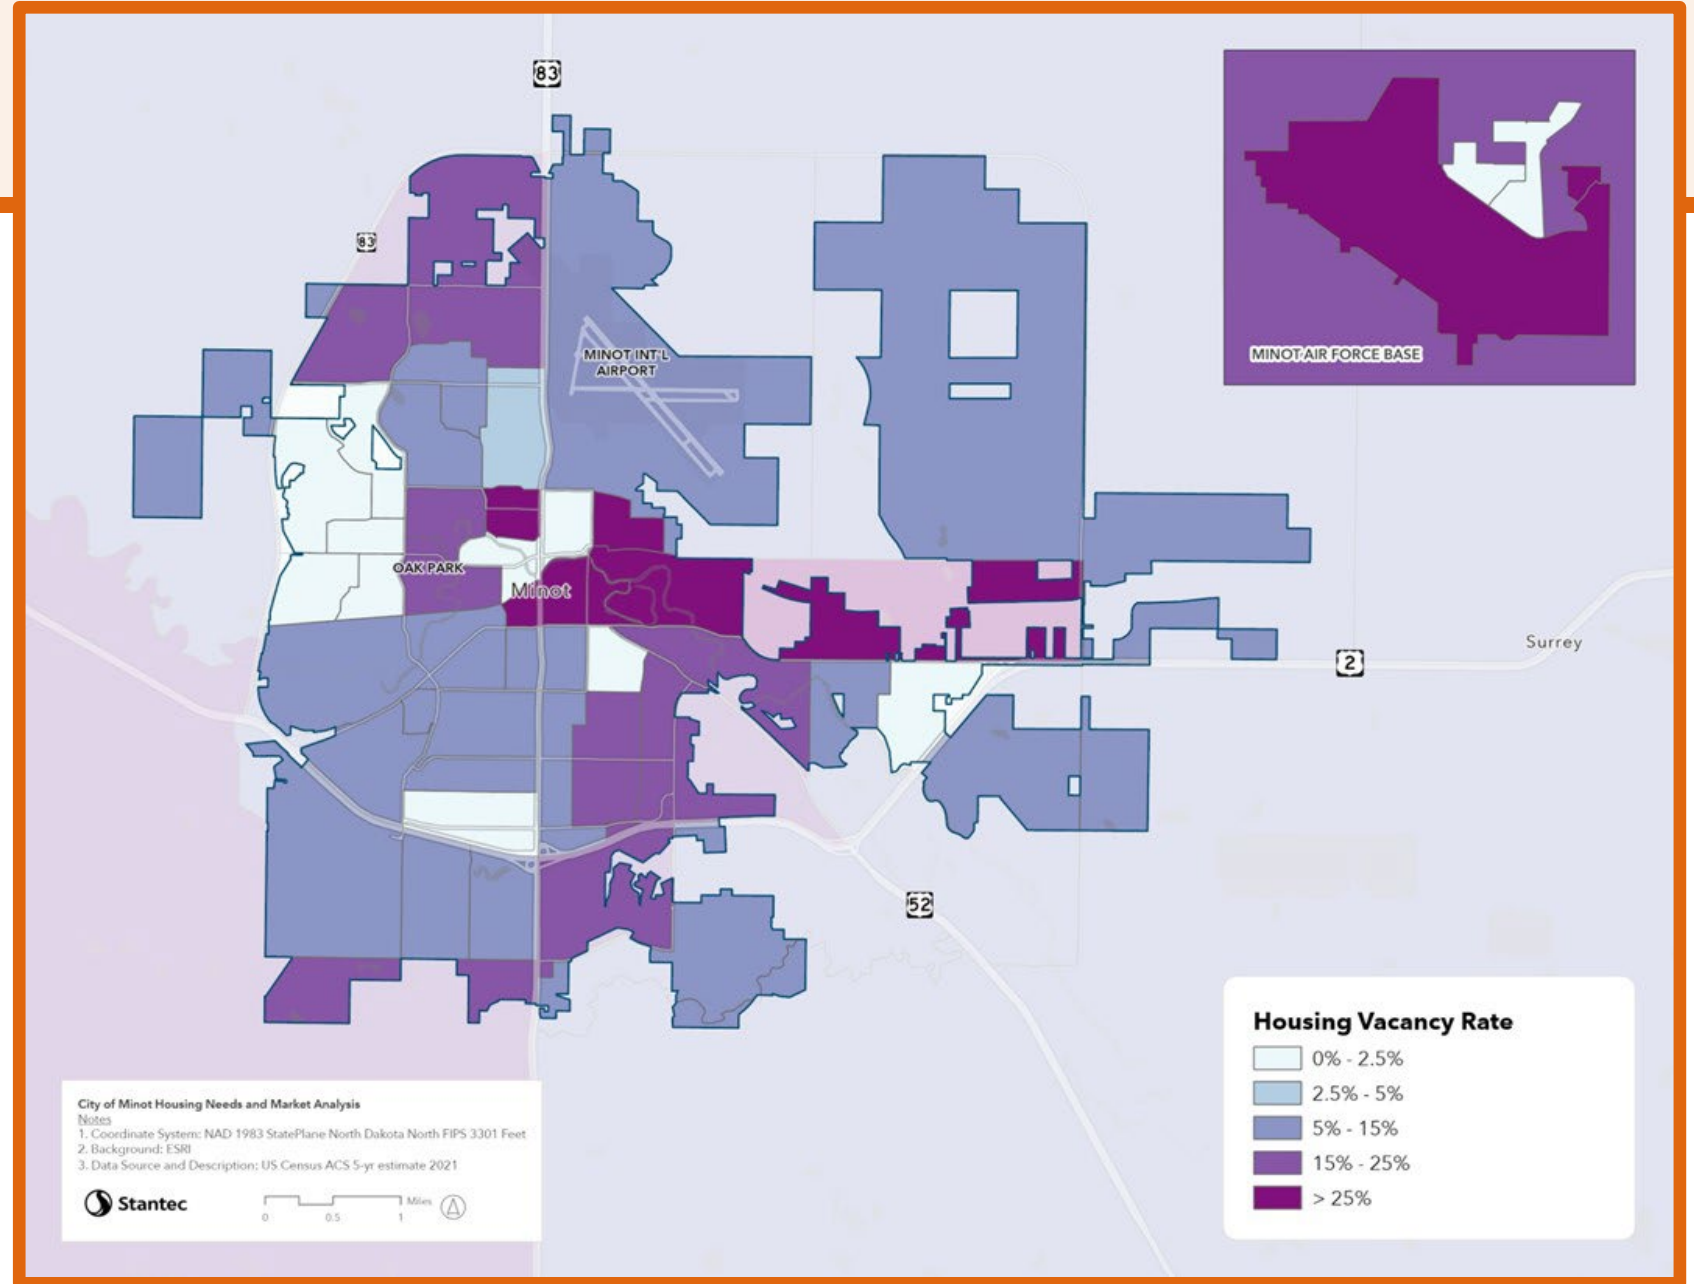 83
83
MINOT INT'L
AIRPORT
MINOT AIR FORCE BASE
OAK PARK
Minot
Surrey
2
52
Housing Vacancy Rate
0% - 2.5%
2.5% - 5%
5% - 15%
15% - 25%
> 25%
City of Minot Housing Needs and Market Analysis
Notes
1. Coordinate System: NAD 1983 StatePlane North Dakota North FIPS 3301 Feet
2. Background: ESRI
3. Data Source and Description: US Census ACS 5-yr estimate 2021
Stantec
Miles
0 0.5 1